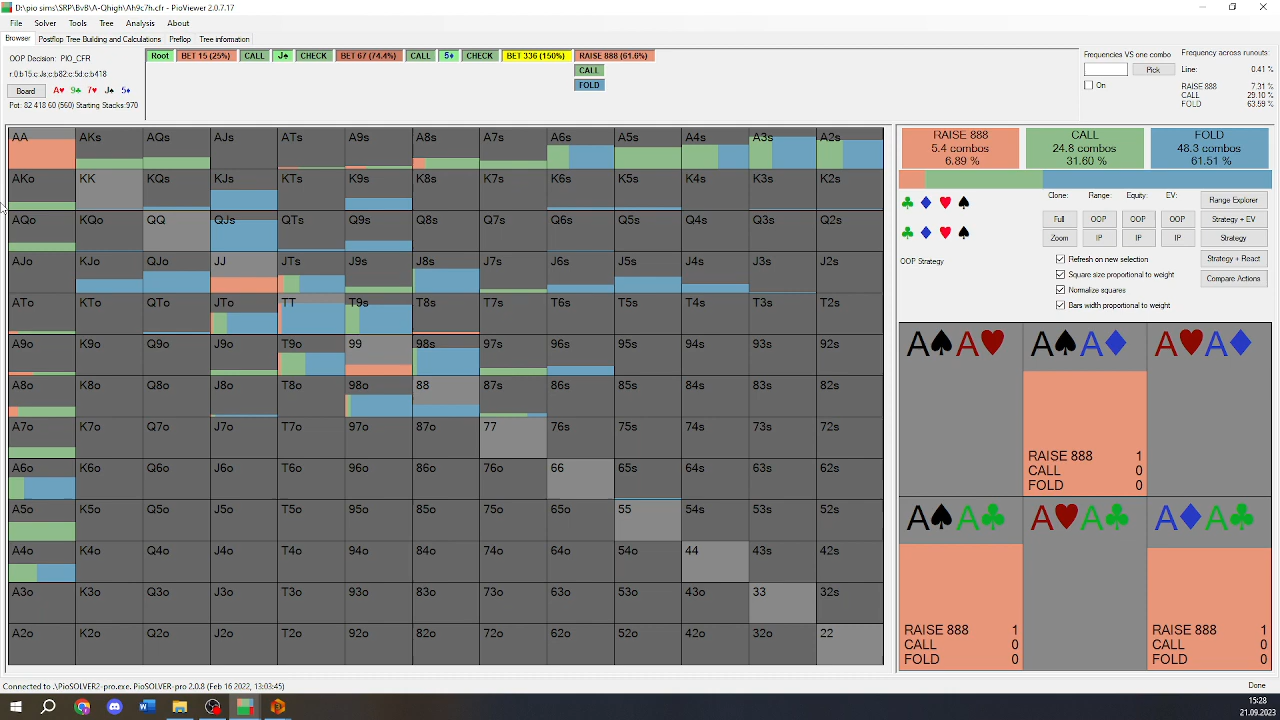 D:\pio sims\SRP\BvB\A-Qhigh\Ah9c7h.cfr - PioViewer 2.0.7.17
File Solver Tools Tree Analysis About
Browser Postflop Tree Building and Calculations Preflop Tree information
OOP Decision: PIO_CFR
r:0:b15:c:Js:c:b82:c:5d:c:b418
Board A♥ 9♣ 7♥ J♠ 5♦
Pot: 82 418 60 (560) Starting Stacks:970
Root BET 15 (25%) CALL J♠ CHECK BET 67 (74.4%) CALL 5♦ CHECK BET 336 (150%) RAISE 888 (61.6%)
CALL
FOLD
Frequencies VS one combo
Pick
On
Frequency across runouts:
Line: 0.41 %
RAISE 888 7.31 %
CALL 29.10 %
FOLD 63.59 %
AA AKs AQs AJs ATs A9s A8s A7s A6s A5s A4s A3s A2s
AKo KK KQs KJs KTs K9s K8s K7s K6s K5s K4s K3s K2s
AQo KQo QQ QJs QTs Q9s Q8s Q7s Q6s Q5s Q4s Q3s Q2s
AJo KJo QJo JJ JTs J9s J8s J7s J6s J5s J4s J3s J2s
ATo KTo QTo JTo TT T9s T8s T7s T6s T5s T4s T3s T2s
A9o K9o Q9o J9o T9o 99 98s 97s 96s 95s 94s 93s 92s
A8o K8o Q8o J8o T8o 98o 88 87s 86s 85s 84s 83s 82s
A7o K7o Q7o J7o T7o 97o 87o 77 76s 75s 74s 73s 72s
A6o K6o Q6o J6o T6o 96o 86o 76o 66 65s 64s 63s 62s
A5o K5o Q5o J5o T5o 95o 85o 75o 65o 55 54s 53s 52s
A4o K4o Q4o J4o T4o 94o 84o 74o 64o 54o 44 43s 42s
A3o K3o Q3o J3o T3o 93o 83o 73o 63o 53o 43o 33 32s
A2o K2o Q2o J2o T2o 92o 82o 72o 62o 52o 42o 32o 22
RAISE 888 CALL FOLD
5.4 combos 24.8 combos 48.3 combos
6.89 % 31.60 % 61.51 %
♣ ♦ ♥ ♠
♣ ♦ ♥ ♠
OOP Strategy
Clone: Range: Equity: EV:
Full OOP OOP OOP
Zoom IP IP IP
Refresh on new selection
Square size proportional to weight
Normalize squares
Bars width proportional to weight
Range Explorer
Strategy + EV
Strategy
Strategy + React
Compare Actions
A♠A♥ A♠A♦ A♥A♦
RAISE 888 1
CALL 0
FOLD 0
A♠A♣ A♥A♣ A♦A♣
RAISE 888 1 RAISE 888 1
CALL 0 CALL 0
FOLD 0 FOLD 0
Connected to .\PioSOLVER2-pro.exe. PioSOLVER-pro 2.0.8 (Feb 16 2022, 13:03:45)
Done
15:28
21.09.2023